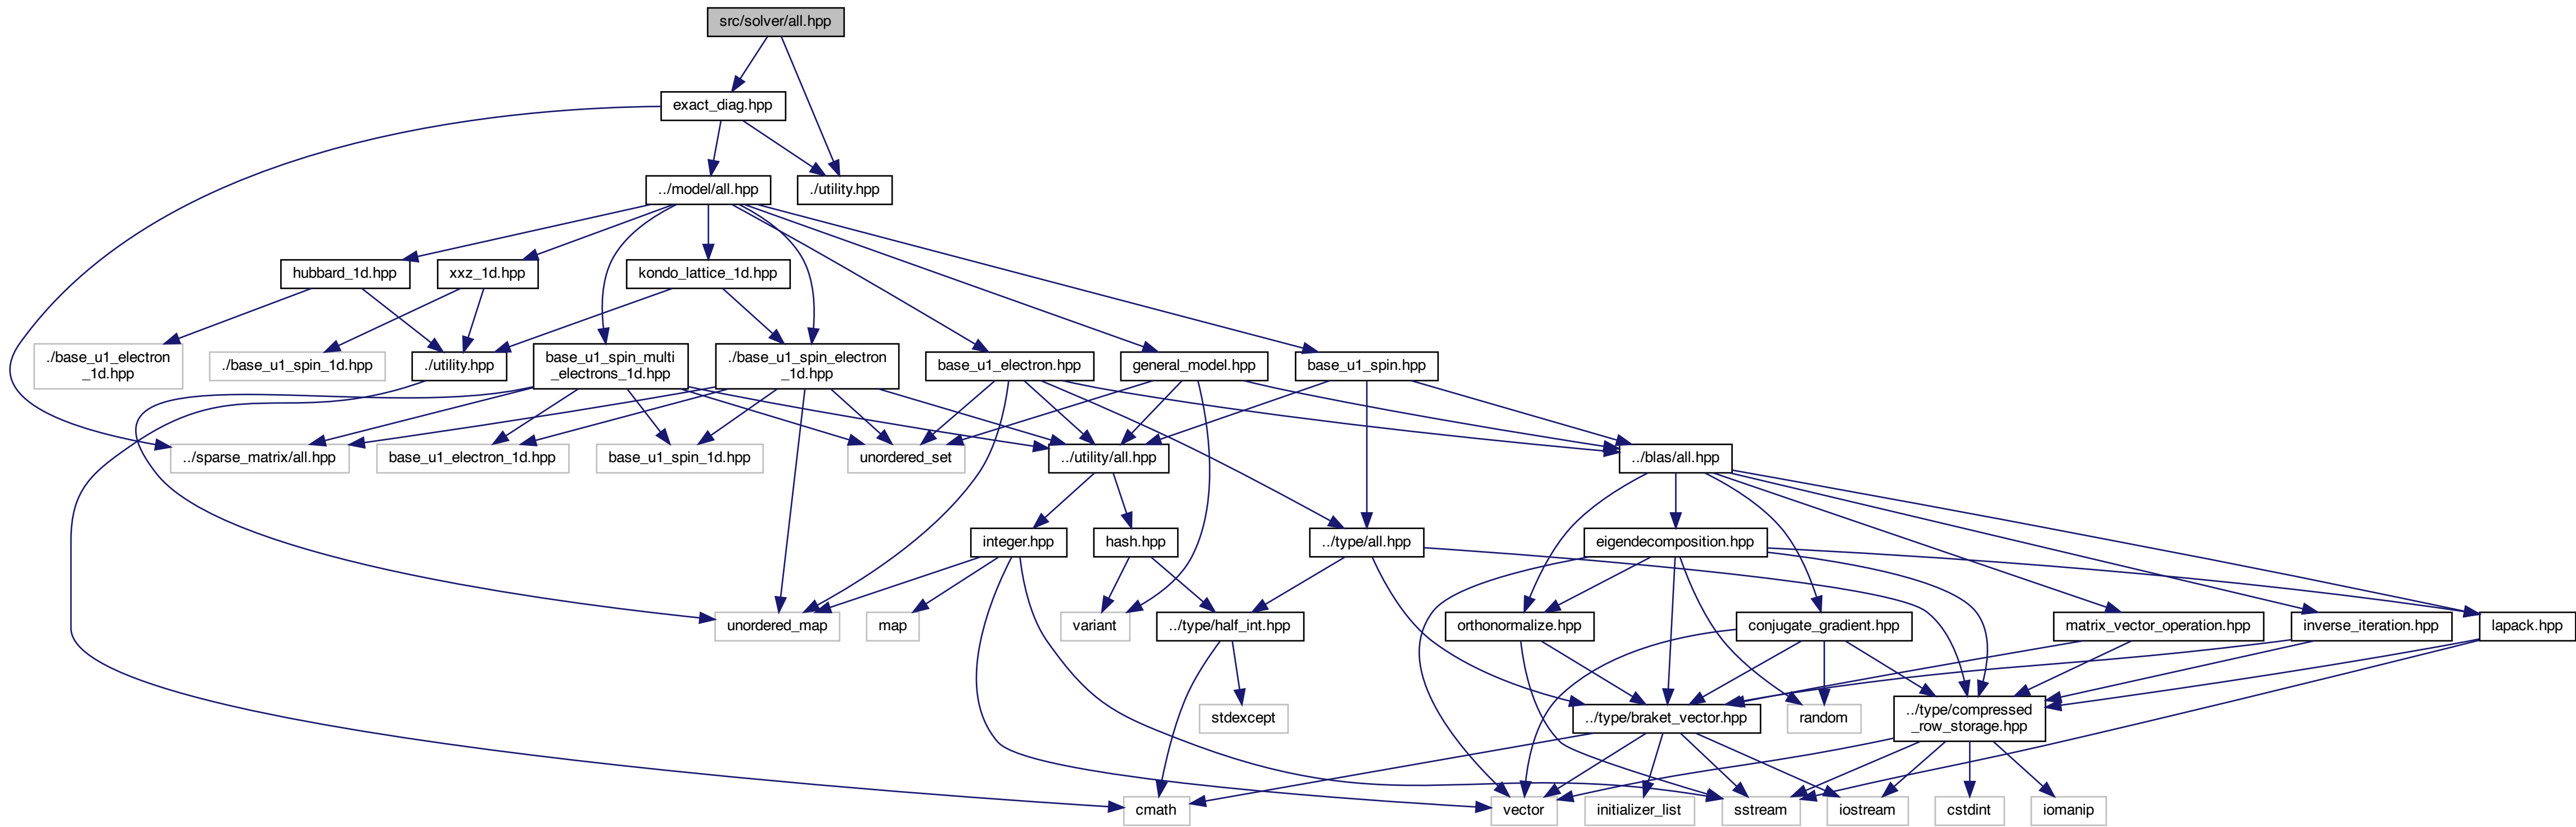 src/solver/all.hpp
exact_diag.hpp
../model/all.hpp
./utility.hpp
hubbard_1d.hpp
xxz_1d.hpp
kondo_lattice_1d.hpp
./base_u1_electron
_1d.hpp
./base_u1_spin_1d.hpp
./utility.hpp
base_u1_spin_multi
_electrons_1d.hpp
./base_u1_spin_electron
_1d.hpp
base_u1_electron.hpp
general_model.hpp
base_u1_spin.hpp
../sparse_matrix/all.hpp
base_u1_electron_1d.hpp
base_u1_spin_1d.hpp
unordered_set
../utility/all.hpp
../blas/all.hpp
integer.hpp
hash.hpp
../type/all.hpp
eigendecomposition.hpp
unordered_map
map
variant
../type/half_int.hpp
orthonormalize.hpp
conjugate_gradient.hpp
matrix_vector_operation.hpp
inverse_iteration.hpp
lapack.hpp
stdexcept
../type/braket_vector.hpp
random
../type/compressed
_row_storage.hpp
cmath
vector
initializer_list
sstream
iostream
cstdint
iomanip